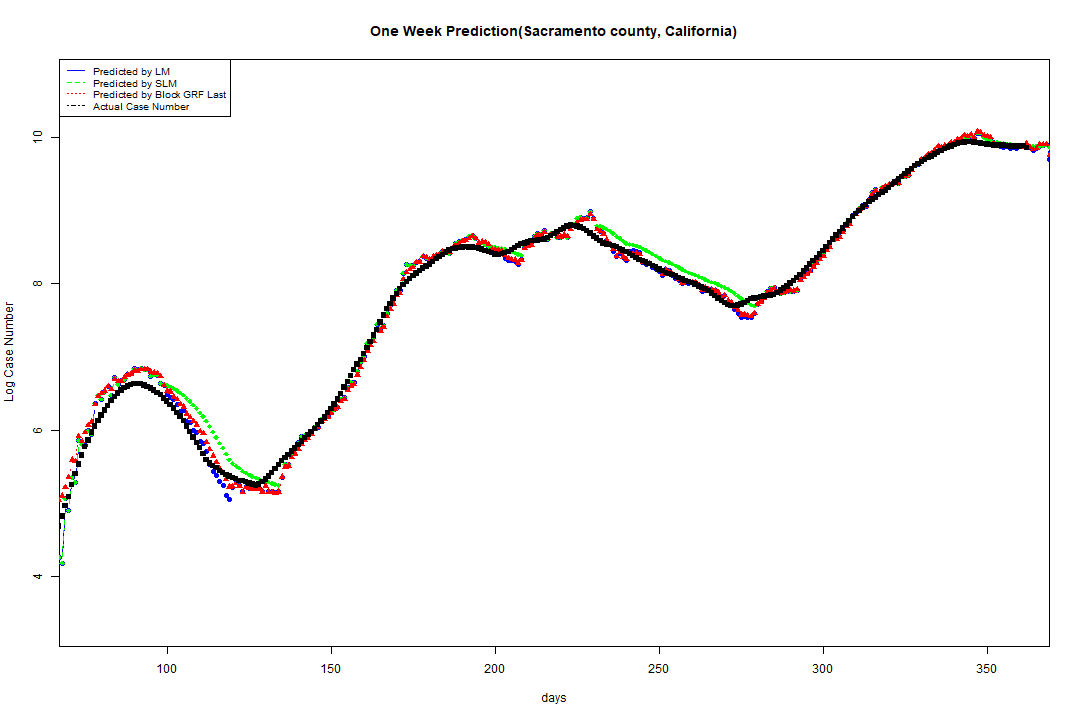 One Week Prediction(Sacramento county, California)
Predicted by LM
Predicted by SLM
Predicted by Block GRF Last
Actual Case Number
10
8
6
4
Log Case Number
100 150 200 250 300 350
days